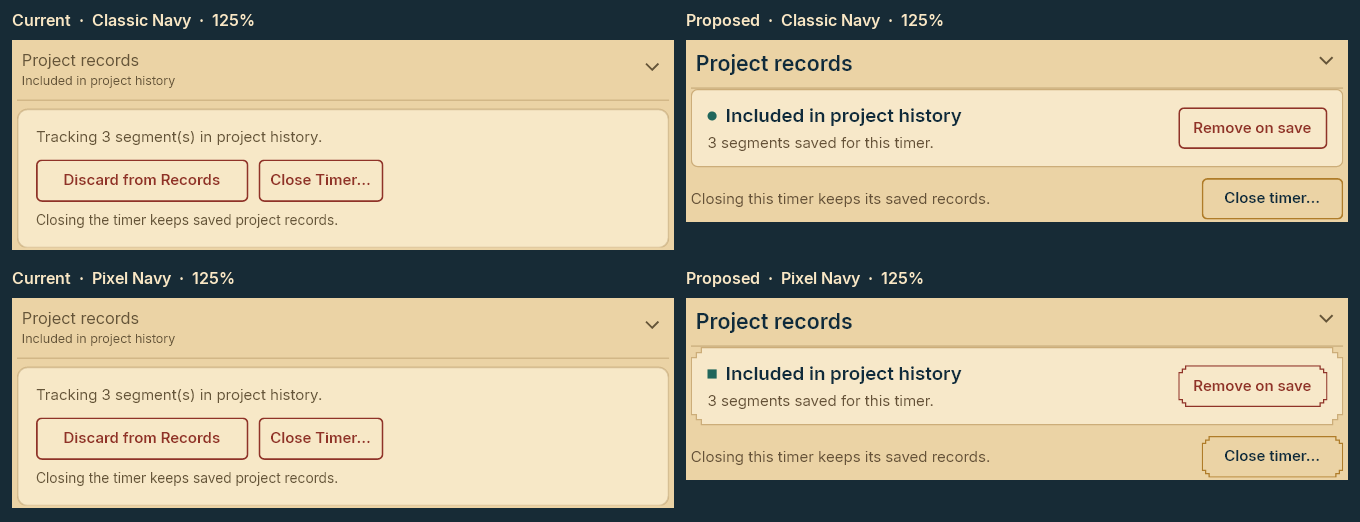 Current · Classic Navy · 125%
Project records
Included in project history
Tracking 3 segment(s) in project history.
Discard from Records
Close Timer...
Closing the timer keeps saved project records.
Proposed · Classic Navy · 125%
Project records
Included in project history
3 segments saved for this timer.
Remove on save
Closing this timer keeps its saved records.
Close timer...
Current · Pixel Navy · 125%
Project records
Included in project history
Tracking 3 segment(s) in project history.
Discard from Records
Close Timer...
Closing the timer keeps saved project records.
Proposed · Pixel Navy · 125%
Project records
Included in project history
3 segments saved for this timer.
Remove on save
Closing this timer keeps its saved records.
Close timer...